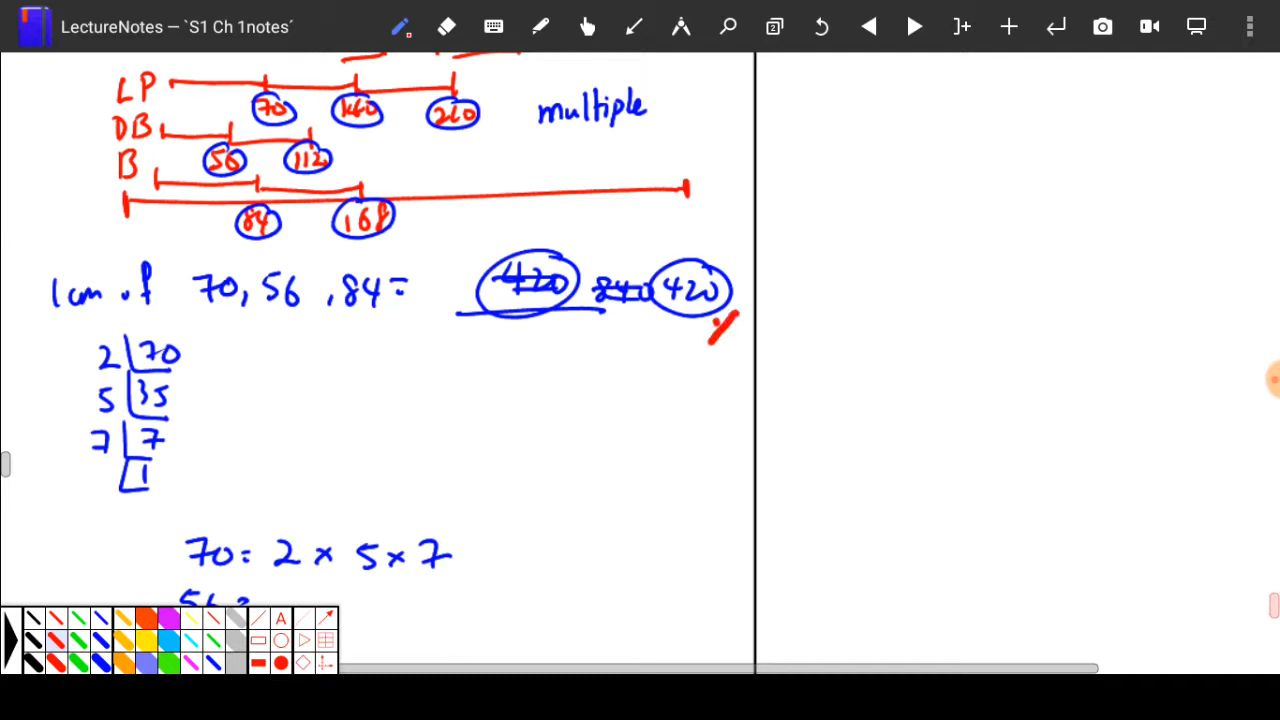 LectureNotes — `S1 Ch 1notes´
LP
70 140 210 multiple
DB
56 112
B
84 168
lcm of 70, 56, 84 = 420 840 420
2 70
5 35
7 7
1
70 = 2 × 5 × 7
56 =
A